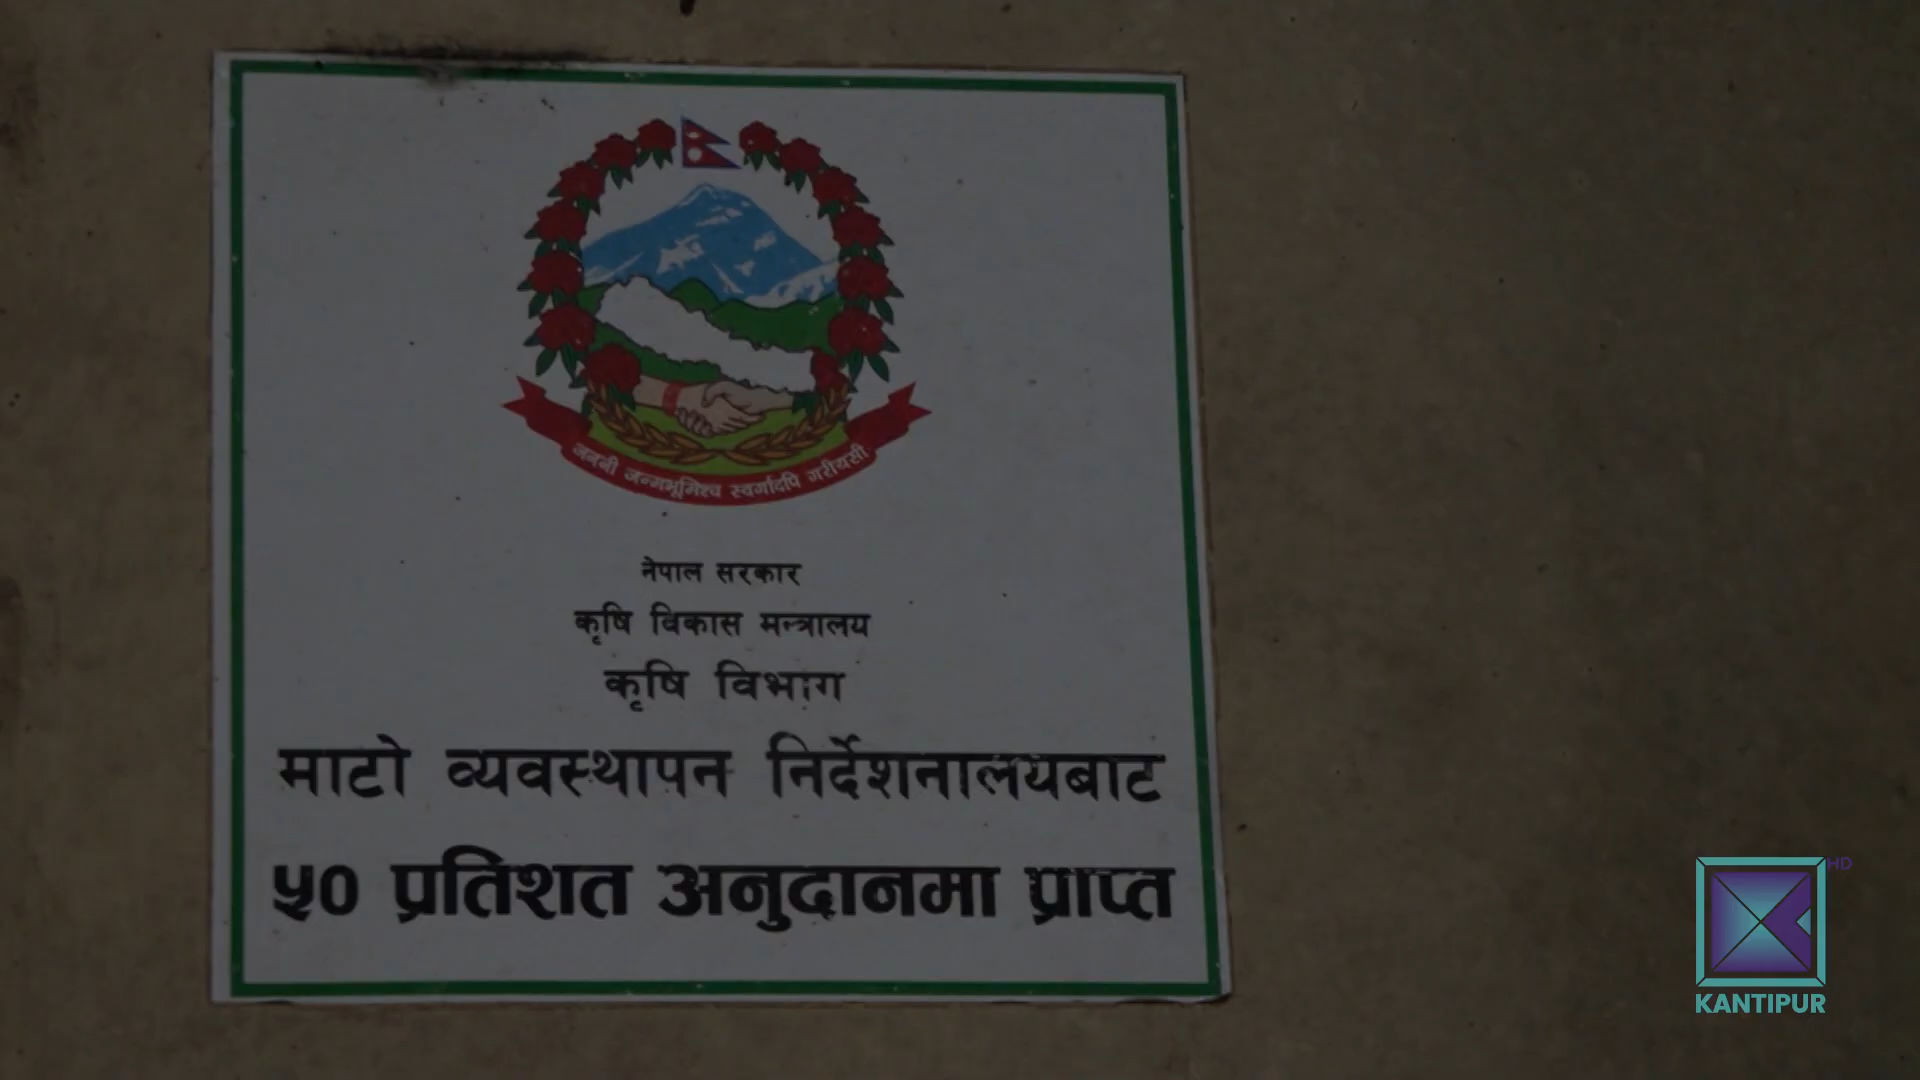 जननी जन्मभूमिश्च स्वर्गादपि गरीयसी
नेपाल सरकार
कृषि विकास मन्त्रालय
कृषि विभाग
माटो व्यवस्थापन निर्देशनालयबाट
५० प्रतिशत अनुदानमा प्राप्त
HD
KANTIPUR